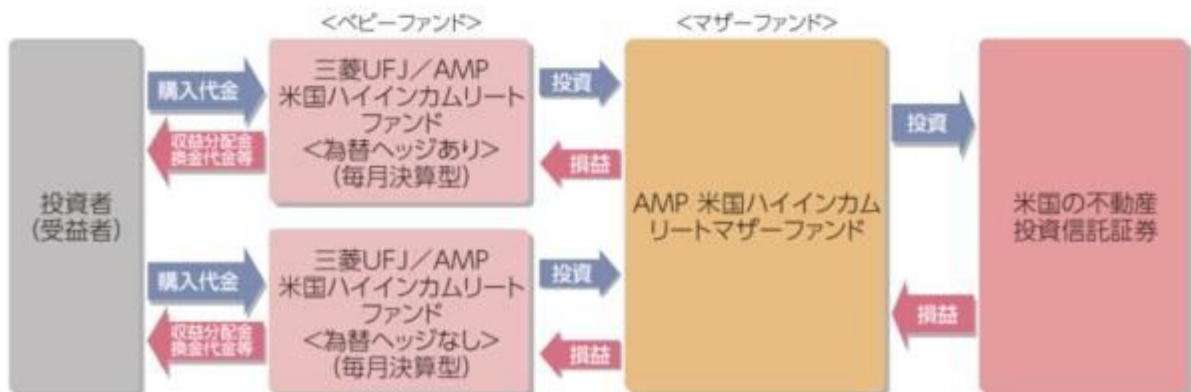 <ベビーファンド>
<マザーファンド>
投資者
(受益者)
購入代金
収益分配金
換金代金等
三菱UFJ/AMP
米国ハイインカムリート
ファンド
<為替ヘッジあり>
(毎月決算型)
投資
損益
購入代金
収益分配金
換金代金等
三菱UFJ/AMP
米国ハイインカムリート
ファンド
<為替ヘッジなし>
(毎月決算型)
投資
損益
AMP 米国ハイインカム
リートマザーファンド
投資
損益
米国の不動産
投資信託証券